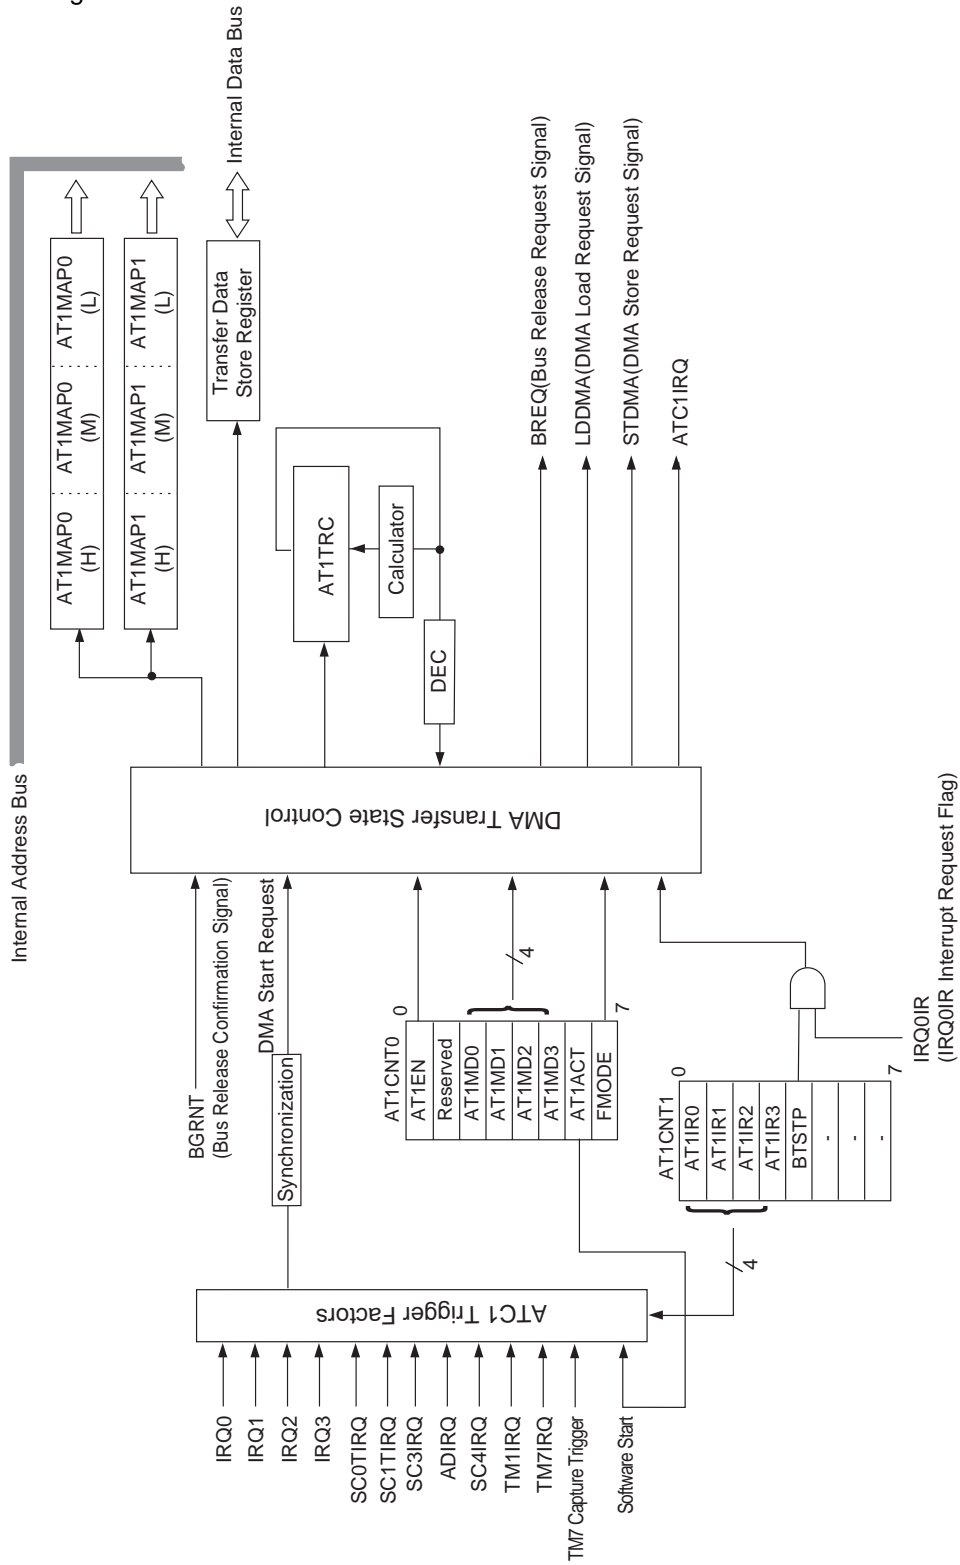 Internal Address Bus
AT1MAP0
(H)
AT1MAP0
(M)
AT1MAP0
(L)
AT1MAP1
(H)
AT1MAP1
(M)
AT1MAP1
(L)
Transfer Data
Store Register
Internal Data Bus
AT1TRC
Calculator
DEC
BREQ(Bus Release Request Signal)
LDDMA(DMA Load Request Signal)
STDMA(DMA Store Request Signal)
ATC1IRQ
DMA Transfer State Control
BGRNT
(Bus Release Confirmation Signal)
DMA Start Request
Synchronization
AT1CNT0
0
AT1EN
Reserved
AT1MD0
AT1MD1
AT1MD2
AT1MD3
AT1ACT
FMODE
7
4
AT1CNT1
0
AT1IR0
AT1IR1
AT1IR2
AT1IR3
BTSTP
-
-
-
7
4
IRQ0IR
(IRQ0IR Interrupt Request Flag)
ATC1 Trigger Factors
IRQ0
IRQ1
IRQ2
IRQ3
SC0TIRQ
SC1TIRQ
SC3IRQ
ADIRQ
SC4IRQ
TM1IRQ
TM7IRQ
TM7 Capture Trigger
Software Start